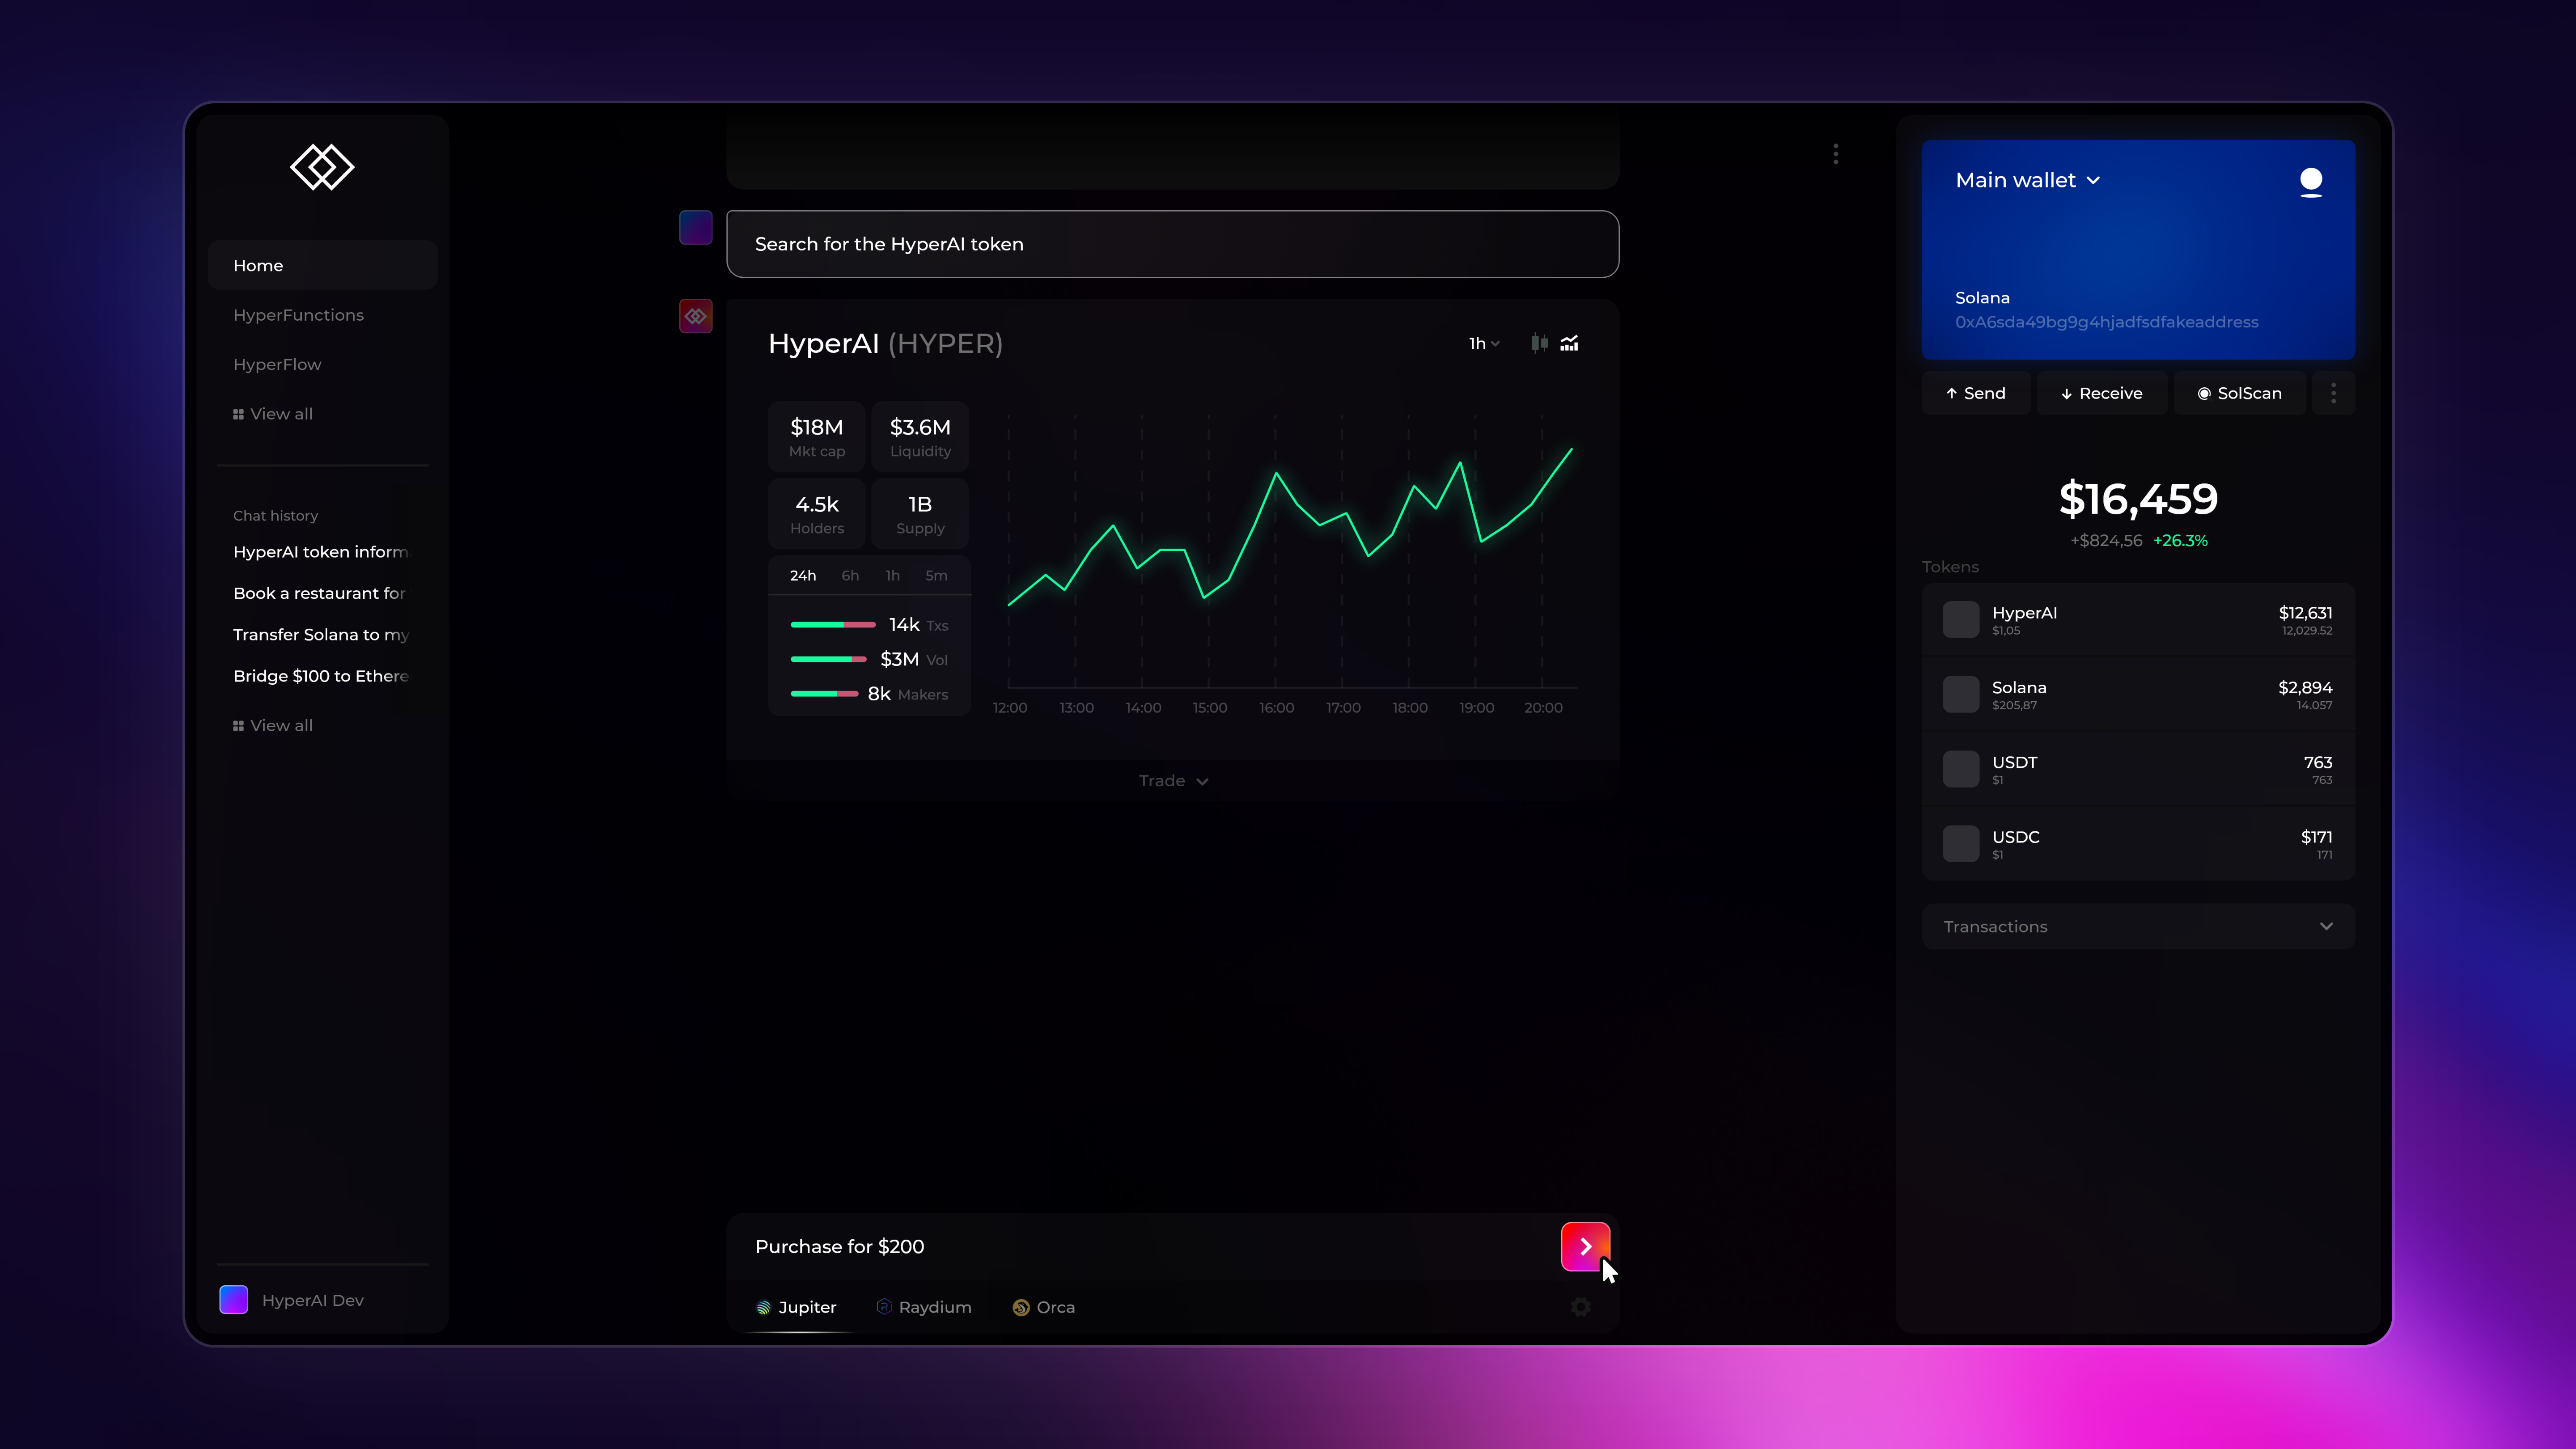 Home
HyperFunctions
HyperFlow
View all
Chat history
HyperAI token inform
Book a restaurant for
Transfer Solana to my
Bridge $100 to Ethere
View all
HyperAI Dev
Search for the HyperAI token
HyperAI (HYPER)
1h
$18M $3.6M
Mkt cap Liquidity
4.5k 1B
Holders Supply
24h 6h 1h 5m
14k Txs
$3M Vol
8k Makers
12:00 13:00 14:00 15:00 16:00 17:00 18:00 19:00 20:00
Trade
Purchase for $200
Jupiter Raydium Orca
Main wallet
Solana
0xA6sda49bg9g4hjadfsdfakeaddress
Send Receive SolScan
$16,459
+$824,56 +26.3%
Tokens
HyperAI $12,631
$1,05 12,029.52
Solana $2,894
$205,87 14.057
USDT 763
$1 763
USDC $171
$1 171
Transactions